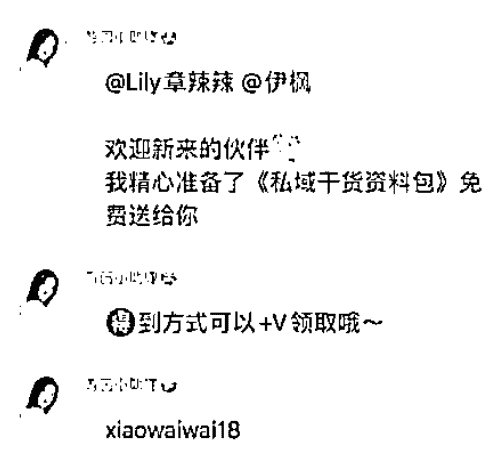 @Lily章辣辣 @伊枫
欢迎新来的伙伴
我精心准备了《私域干货资料包》免
费送给你
得到方式可以+V领取哦~
xiaowaiwai18